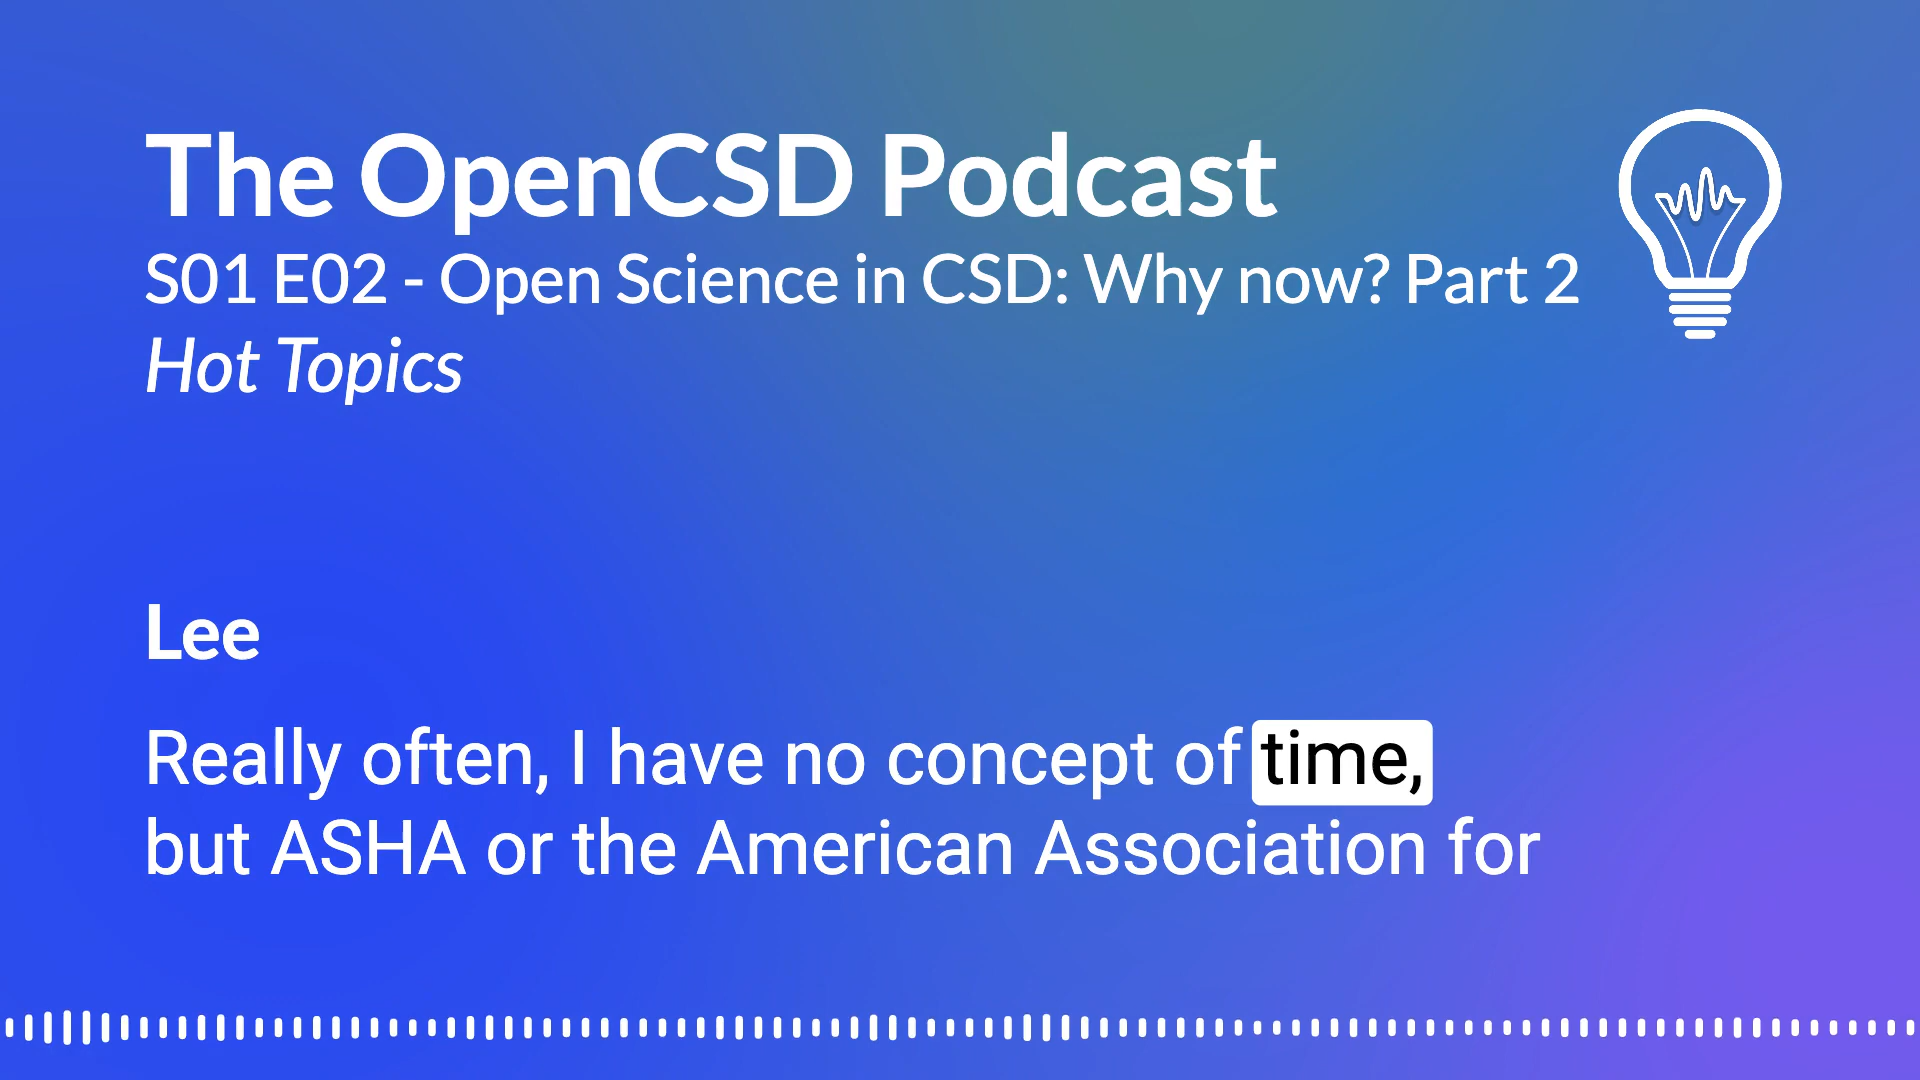 The OpenCSD Podcast
S01 E02 - Open Science in CSD: Why now? Part 2
Hot Topics
Lee
Really often, I have no concept of time,
but ASHA or the American Association for